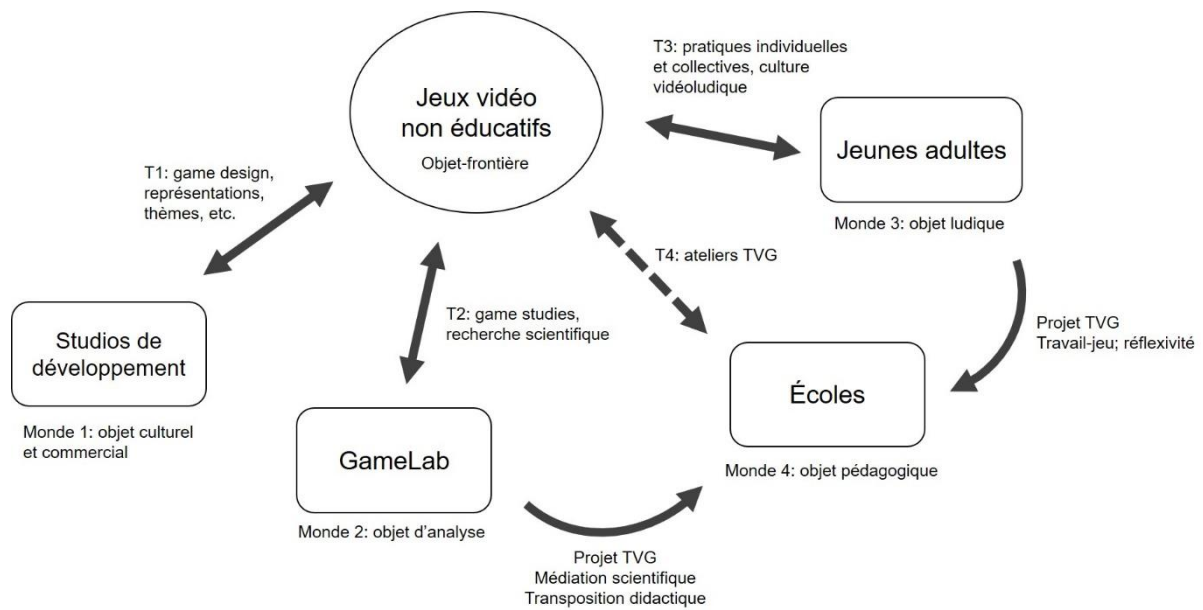 Jeux vidéo
non éducatifs
Objet-frontière
T3: pratiques individuelles
et collectives, culture
vidéoludique
Jeunes adultes
Monde 3: objet ludique
T1: game design,
représentations,
thèmes, etc.
T4: ateliers TVG
T2: game studies,
recherche scientifique
Projet TVG
Travail-jeu; réflexivité
Studios de
développement
Monde 1: objet culturel
et commercial
Écoles
Monde 4: objet pédagogique
GameLab
Monde 2: objet d'analyse
Projet TVG
Médiation scientifique
Transposition didactique